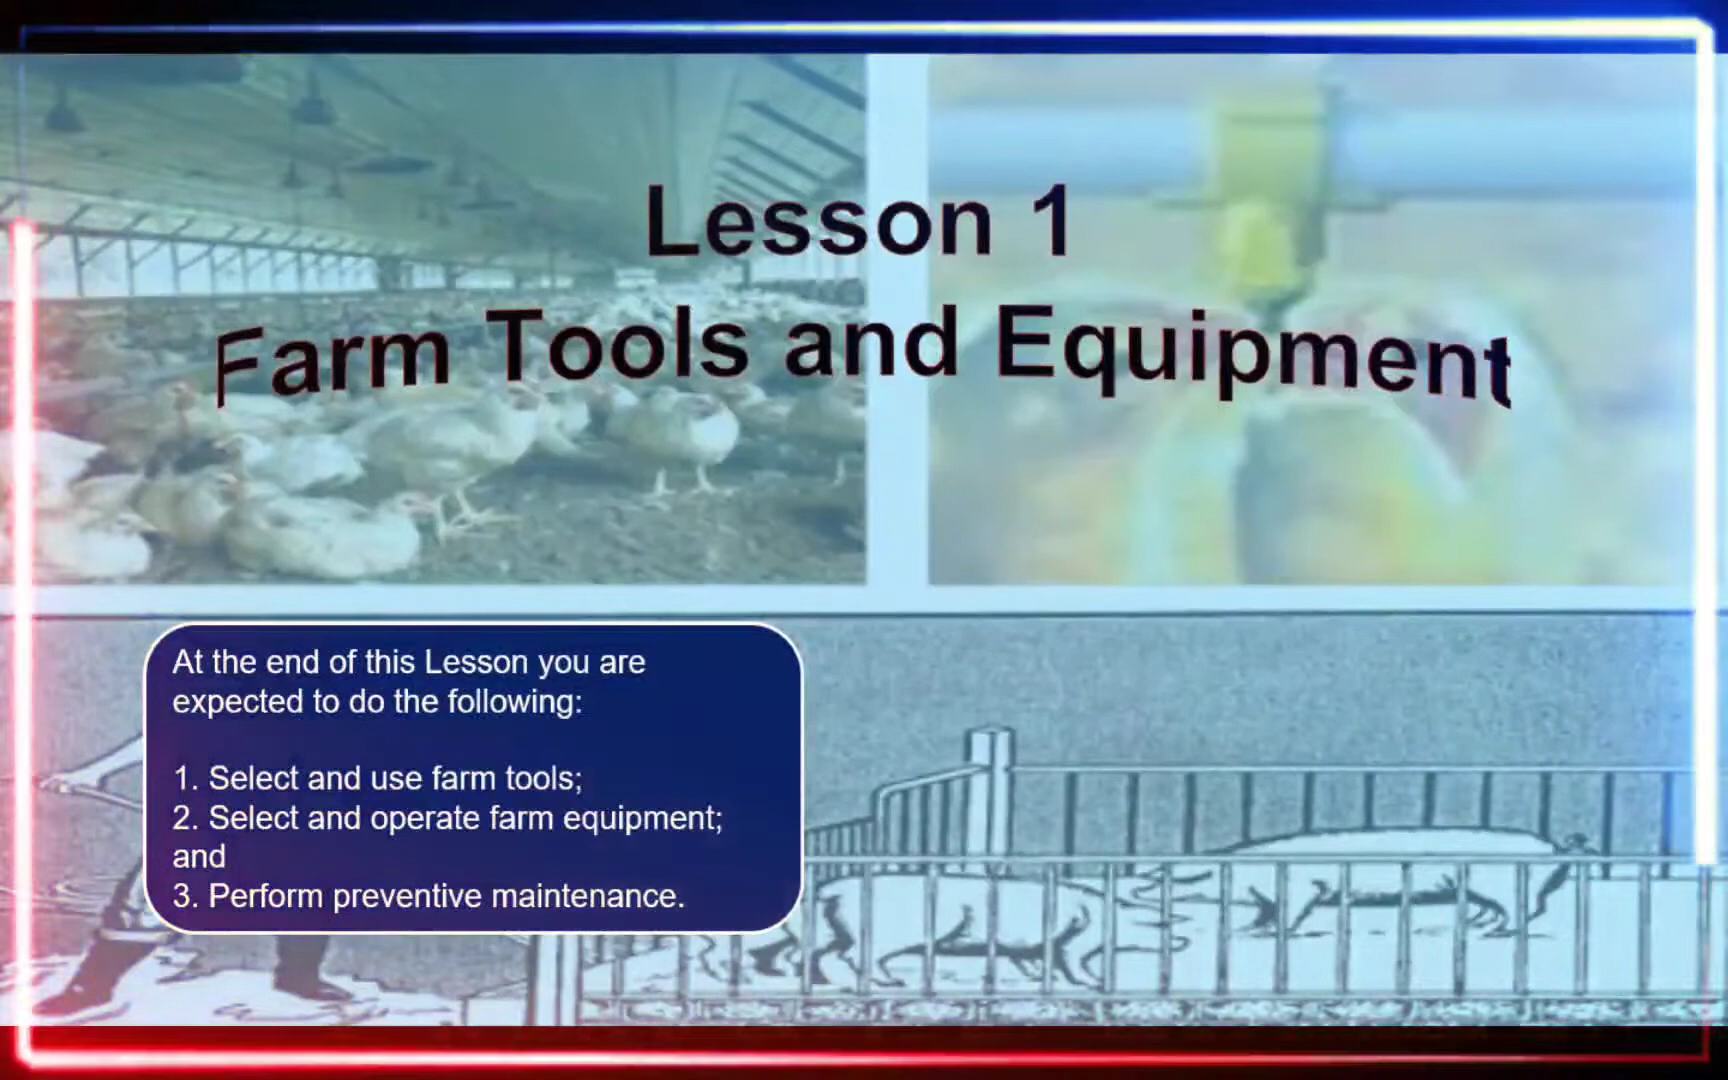 Lesson 1
Farm Tools and Equipment
At the end of this Lesson you are
expected to do the following:
1. Select and use farm tools;
2. Select and operate farm equipment;
and
3. Perform preventive maintenance.